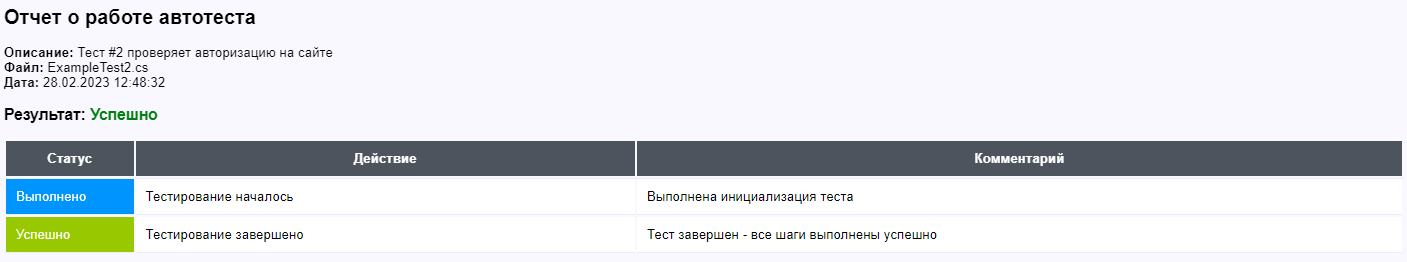 Отчет о работе автотеста
Описание: Тест #2 проверяет авторизацию на сайте
Файл: ExampleTest2.cs
Дата: 28.02.2023 12:48:32
Результат: Успешно
Статус Действие Комментарий
Выполнено Тестирование началось Выполнена инициализация теста
Успешно Тестирование завершено Тест завершен - все шаги выполнены успешно